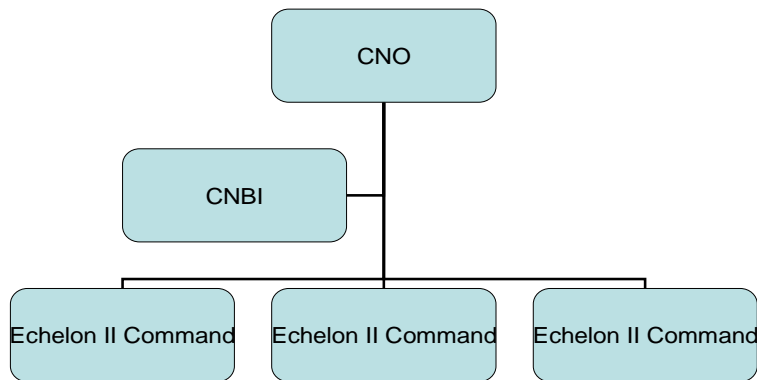 CNO
CNBI
Echelon II Command
Echelon II Command
Echelon II Command